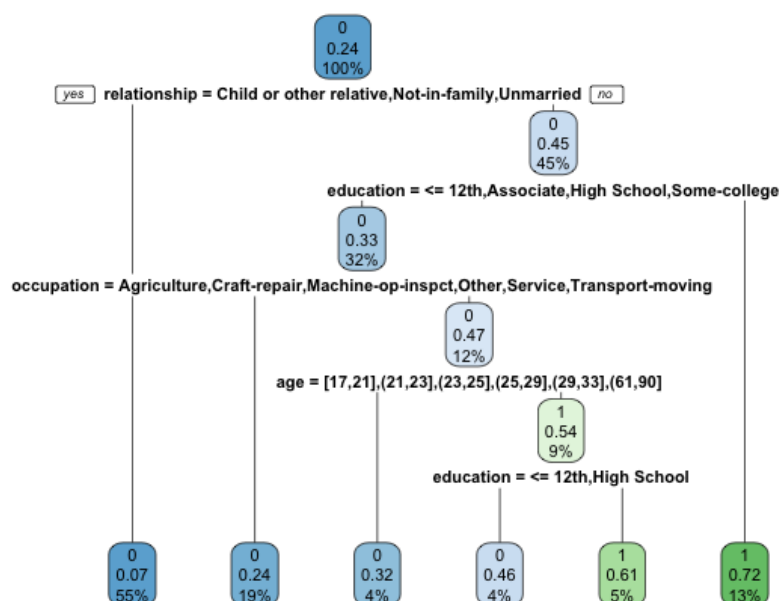 0
0.24
100%
yes relationship = Child or other relative,Not-in-family,Unmarried no
0
0.45
45%
education = <= 12th,Associate,High School,Some-college
0
0.33
32%
occupation = Agriculture,Craft-repair,Machine-op-inspct,Other,Service,Transport-moving
0
0.47
12%
age = [17,21],(21,23],(23,25],(25,29],(29,33],(61,90]
1
0.54
9%
education = <= 12th,High School
0 0 0 0 1 1
0.07 0.24 0.32 0.46 0.61 0.72
55% 19% 4% 4% 5% 13%